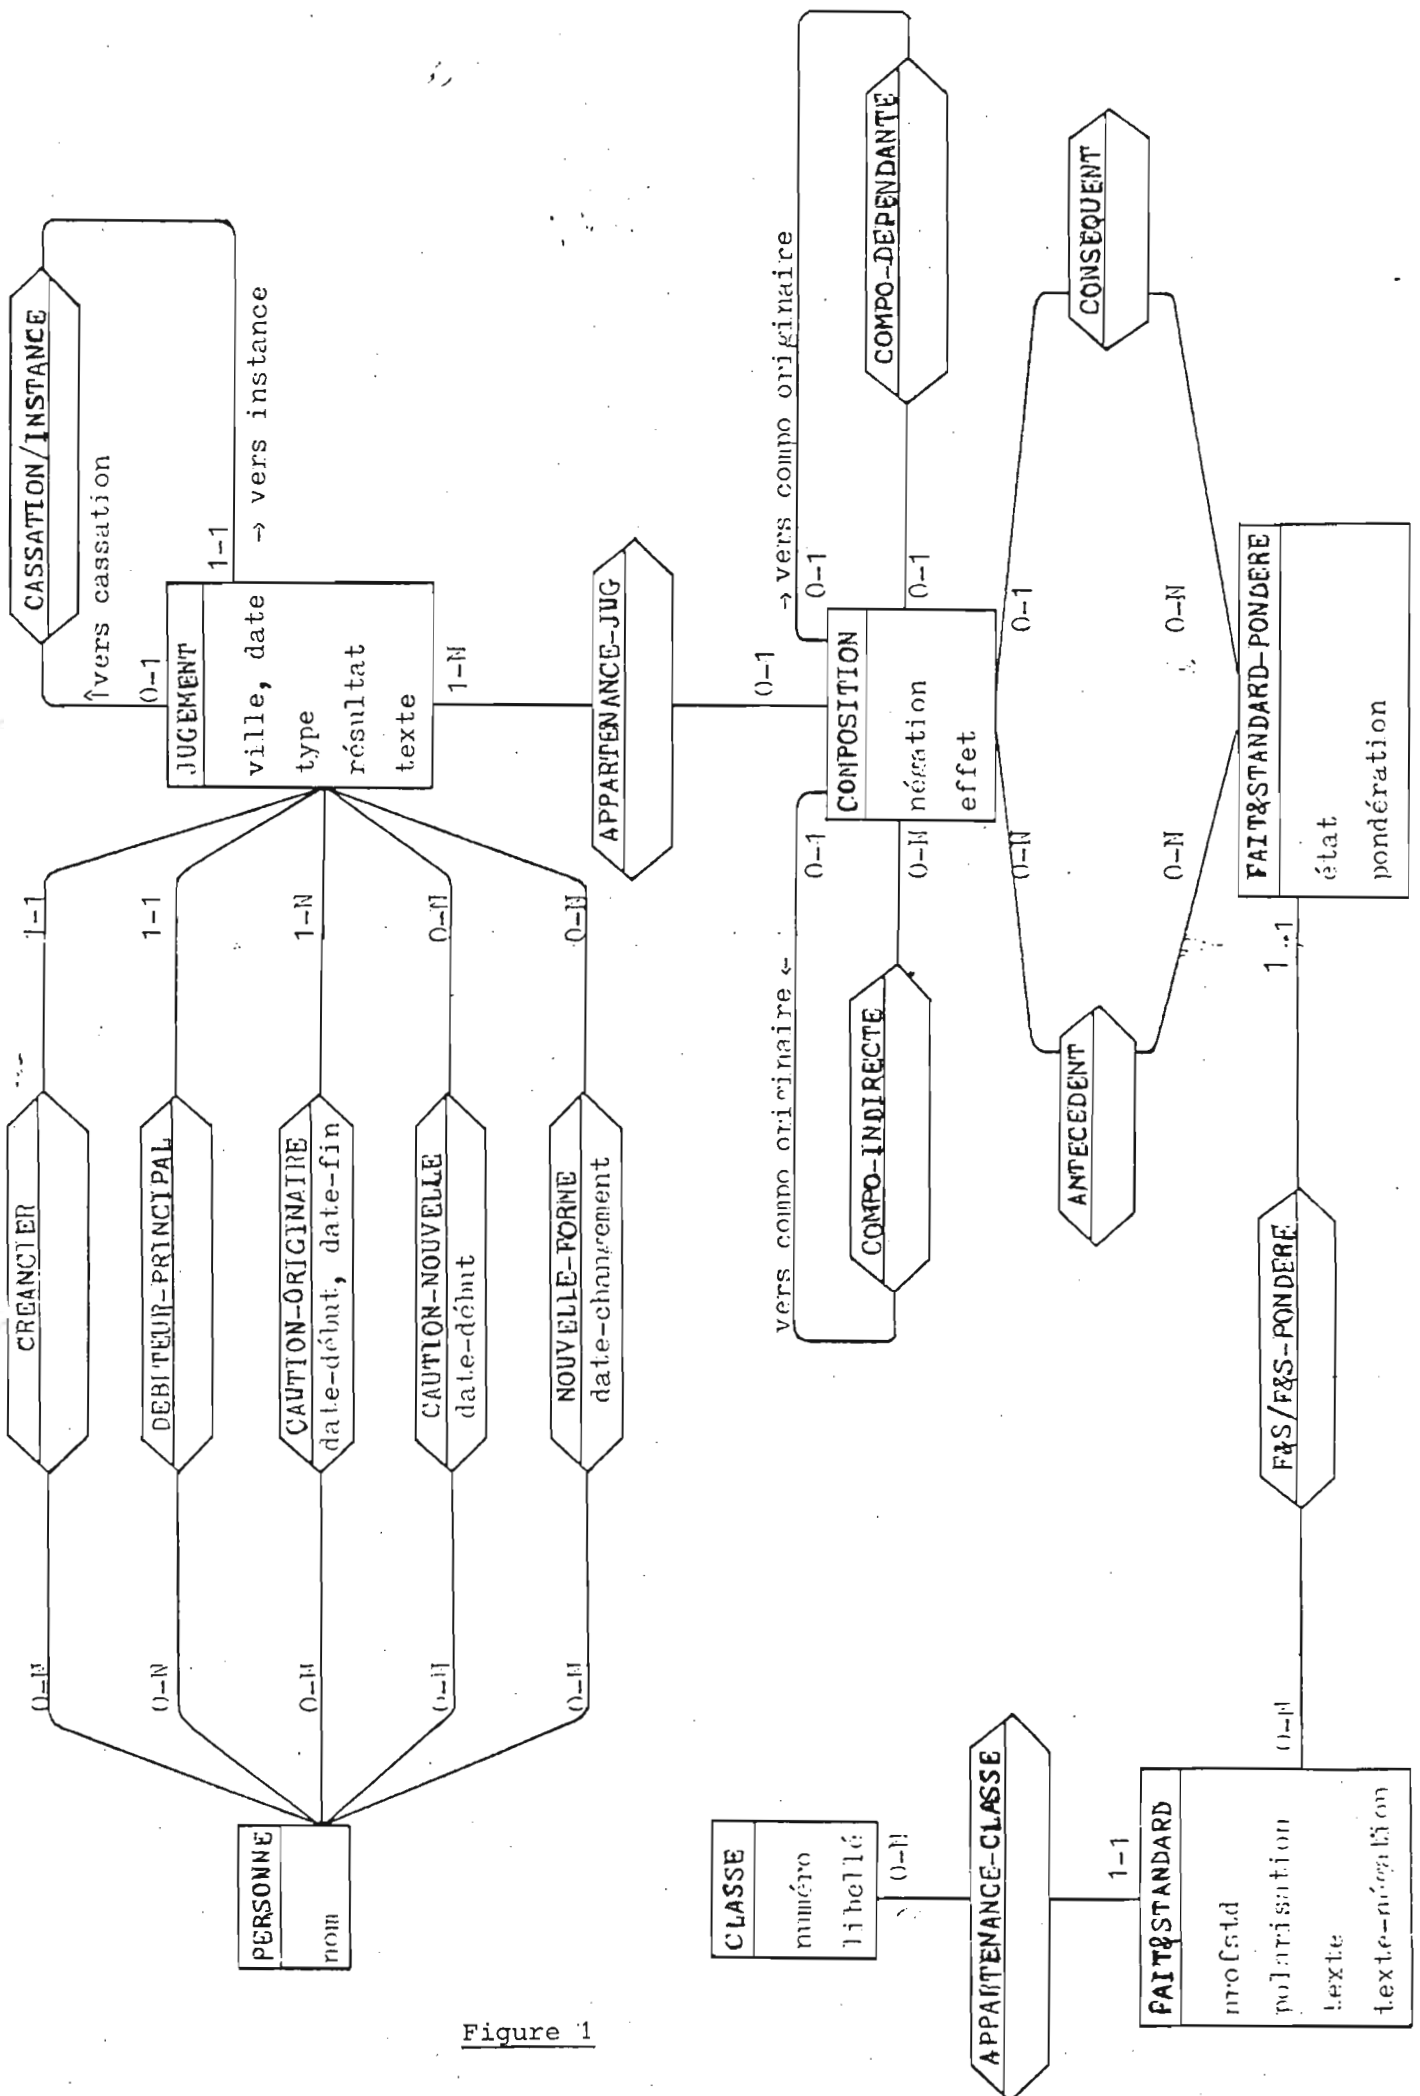 CASSATION/INSTANCE
↑vers cassation
0-1
1-1
→ vers instance
JUGEMENT
ville, date
type
résultat
texte
1-N
APPARTENANCE-JUG
0-1
CREANCIER
0-N
1-1
DEBITEUR-PRINCIPAL
0-N
1-1
CAUTION-ORIGINAIRE
date-début, date-fin
0-N
1-N
CAUTION-NOUVELLE
date-début
0-N
0-N
NOUVELLE-FORME
date-changement
0-N
0-N
PERSONNE
nom
→ vers compo originaire
COMPO-DEPENDANTE
0-1
0-1
COMPOSITION
négation
effet
vers compo originaire ←
COMPO-INDIRECTE
0-1
0-N
CONSEQUENT
0-1
0-N
ANTECEDENT
0-N
0-N
FAIT&STANDARD-PONDERE
état
pondération
1-1
F&S/F&S-PONDERE
0-N
CLASSE
numéro
libellé
0-N
APPARTENANCE-CLASSE
1-1
FAIT&STANDARD
nrofstd
polarisation
texte
texte-négation
Figure 1